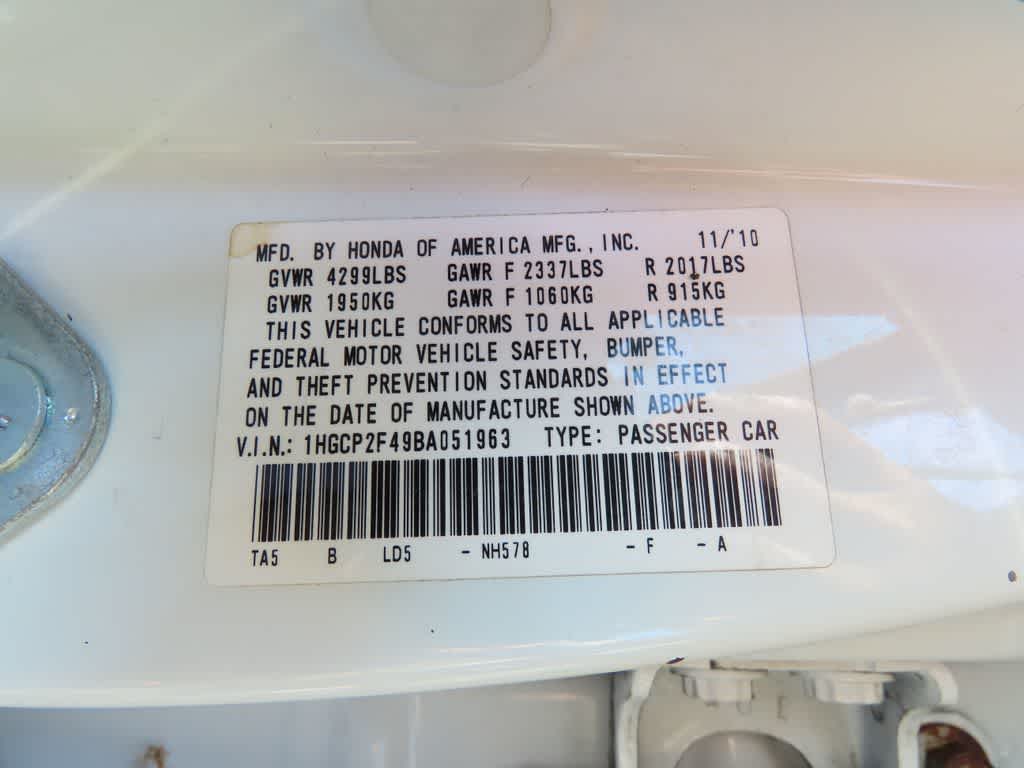 MFD. BY HONDA OF AMERICA MFG., INC. 11/'10
GVWR 4299LBS GAWR F 2337LBS R 2017LBS
GVWR 1950KG GAWR F 1060KG R 915KG
THIS VEHICLE CONFORMS TO ALL APPLICABLE
FEDERAL MOTOR VEHICLE SAFETY, BUMPER,
AND THEFT PREVENTION STANDARDS IN EFFECT
ON THE DATE OF MANUFACTURE SHOWN ABOVE.
V.I.N.: 1HGCP2F49BA051963 TYPE: PASSENGER CAR
TA5 B LD5 - NH578 - F - A